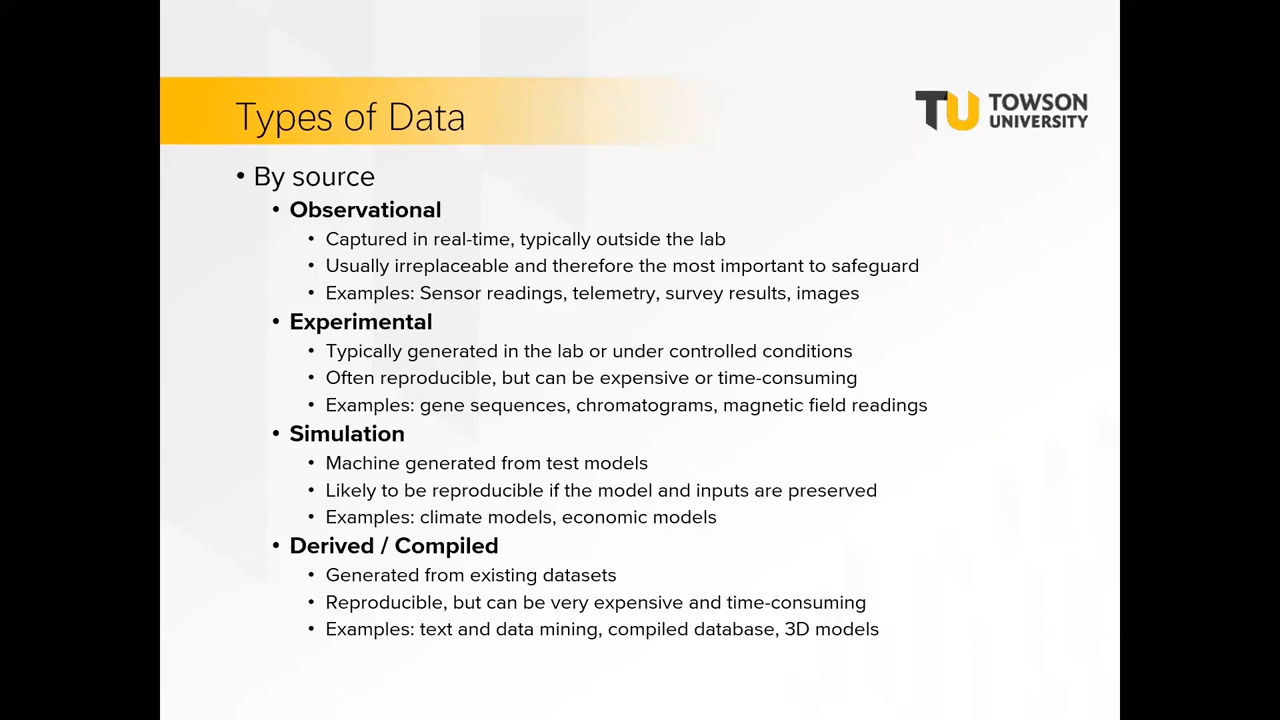 Types of Data
TU TOWSON
UNIVERSITY
• By source
• Observational
• Captured in real-time, typically outside the lab
• Usually irreplaceable and therefore the most important to safeguard
• Examples: Sensor readings, telemetry, survey results, images
• Experimental
• Typically generated in the lab or under controlled conditions
• Often reproducible, but can be expensive or time-consuming
• Examples: gene sequences, chromatograms, magnetic field readings
• Simulation
• Machine generated from test models
• Likely to be reproducible if the model and inputs are preserved
• Examples: climate models, economic models
• Derived / Compiled
• Generated from existing datasets
• Reproducible, but can be very expensive and time-consuming
• Examples: text and data mining, compiled database, 3D models